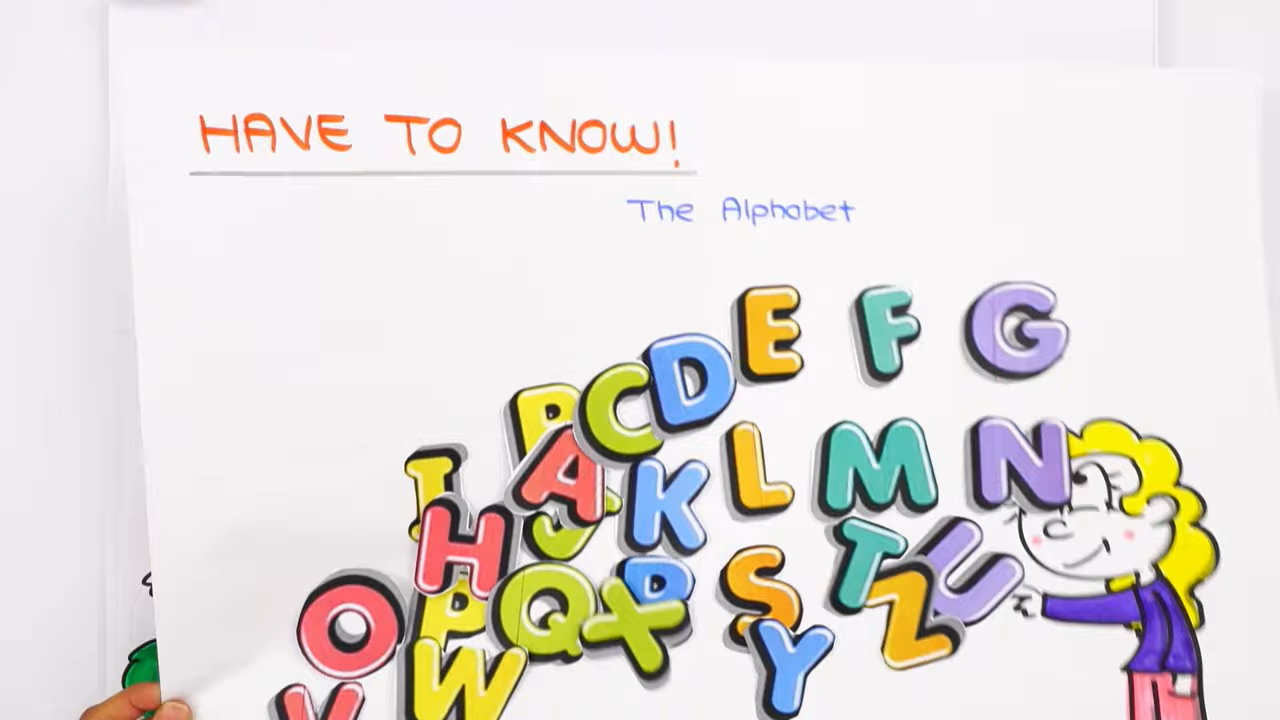 HAVE TO KNOW!
The Alphabet
A B C D E F G
H I J K L M N
O P Q R S T U
V W X Y Z